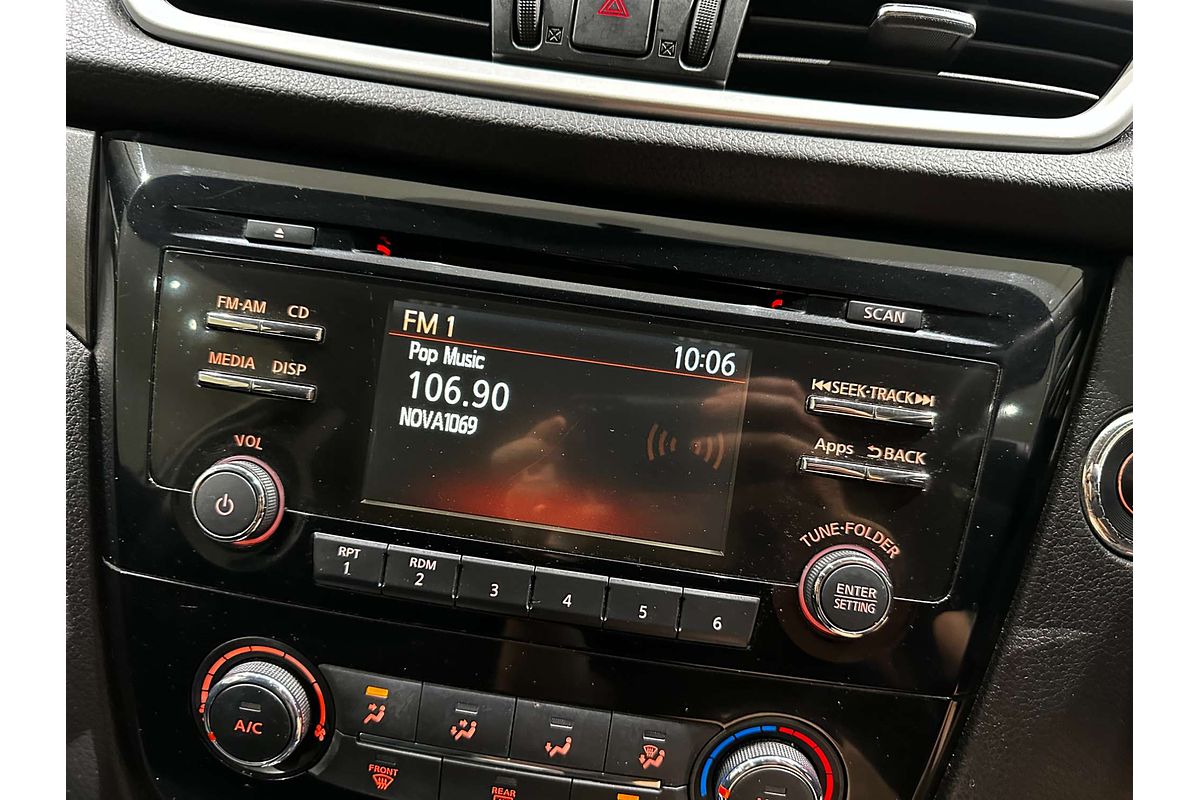 SCAN
FM·AM CD
MEDIA DISP
VOL
FM 1
Pop Music 10:06
106.90
NOVA1069
SEEK·TRACK
Apps BACK
TUNE·FOLDER
ENTER
SETTING
RPT
1
RDM
2
3
4
5
6
A/C
FRONT
REAR